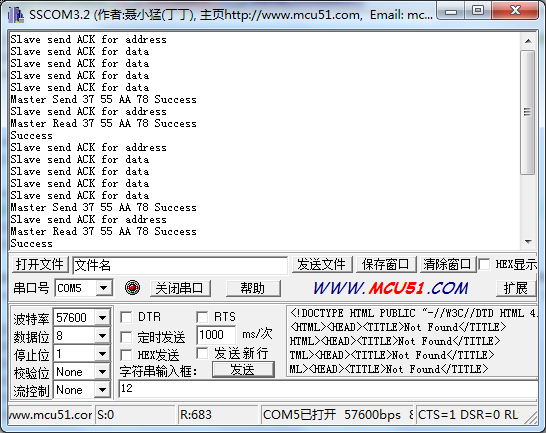 SSCOM3.2 (作者:聂小猛(丁丁), 主页http://www.mcu51.com, Email: mc...
Slave send ACK for address
Slave send ACK for data
Slave send ACK for data
Slave send ACK for data
Slave send ACK for data
Master Send 37 55 AA 78 Success
Slave send ACK for address
Master Read 37 55 AA 78 Success
Success
Slave send ACK for address
Slave send ACK for data
Slave send ACK for data
Slave send ACK for data
Slave send ACK for data
Master Send 37 55 AA 78 Success
Slave send ACK for address
Master Read 37 55 AA 78 Success
Success
打开文件 文件名 发送文件 保存窗口 清除窗口 HEX显示
串口号 COM5 关闭串口 帮助 WWW.MCU51.COM 扩展
波特率 57600 DTR RTS
数据位 8 定时发送 1000 ms/次
停止位 1 HEX发送 发送新行
校验位 None 字符串输入框: 发送
流控制 None 12
<!DOCTYPE HTML PUBLIC "-//W3C//DTD HTML 4.
<HTML><HEAD><TITLE>Not Found</TITLE>
HTML><HEAD><TITLE>Not Found</TITLE>
TML><HEAD><TITLE>Not Found</TITLE>
ML><HEAD><TITLE>Not Found</TITLE>
www.mcu51.cor S:0 R:683 COM5已打开 57600bps 8 CTS=1 DSR=0 RL